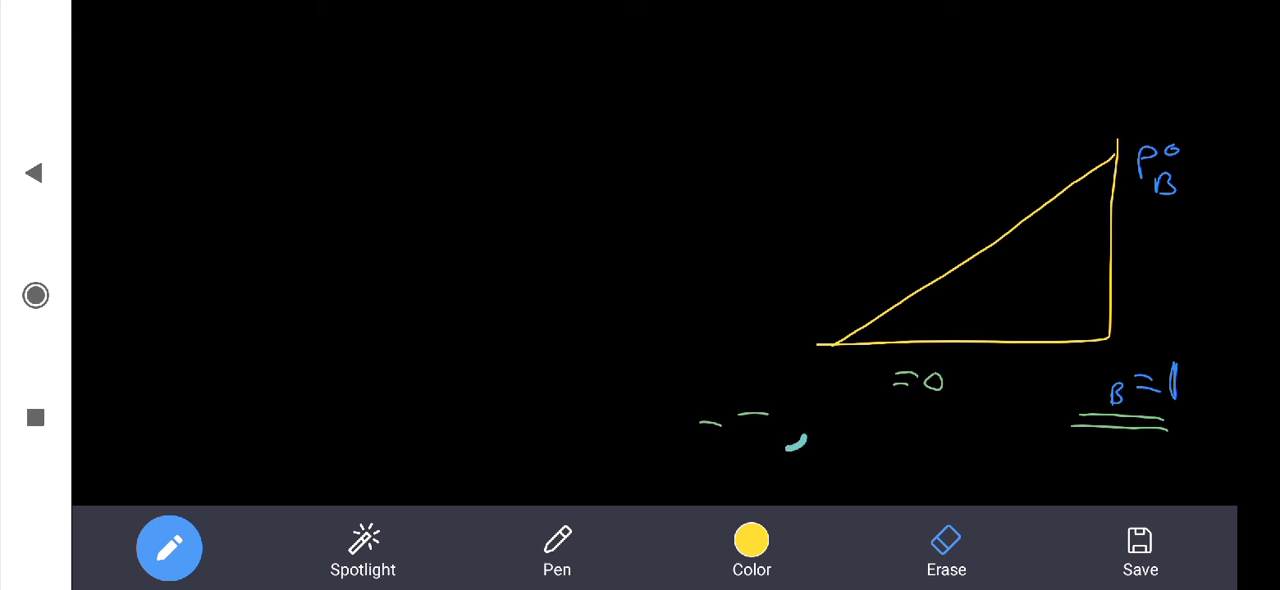 P°
B
= 0
B = 1
Spotlight
Pen
Color
Erase
Save